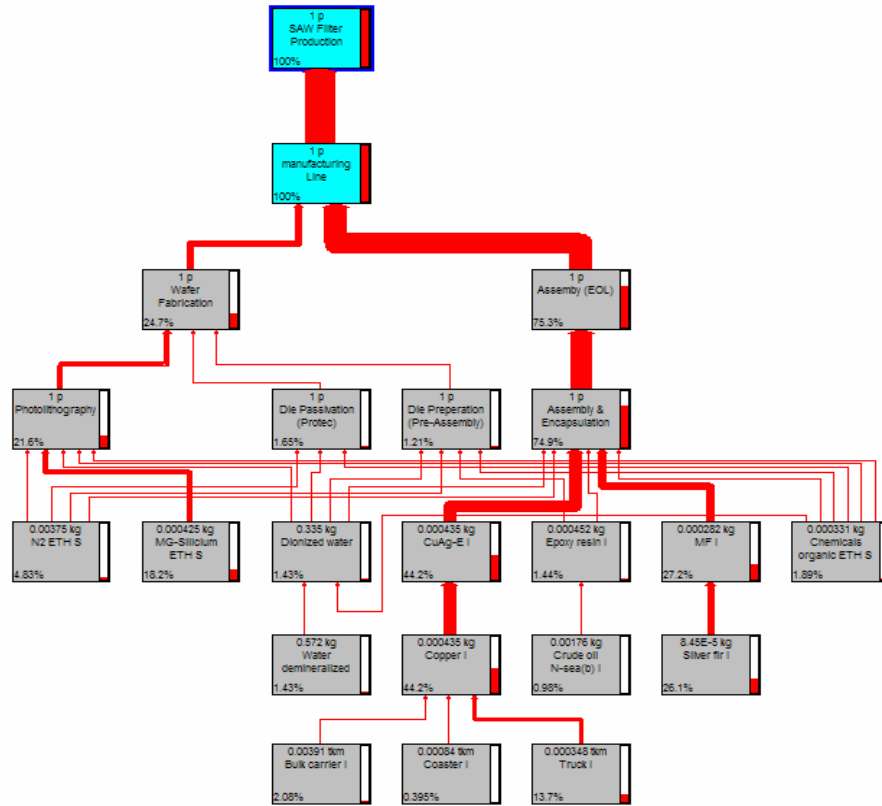 1 p
SAW Filter
Production
100%
1 p
manufacturing
Line
100%
1 p
Wafer
Fabrication
24.7%
1 p
Assemby (EOL)
75.3%
1 p
Photolithography
21.6%
1 p
Die Passivation
(Protec)
1.65%
1 p
Die Preperation
(Pre-Assembly)
1.21%
1 p
Assembly &
Encapsulation
74.9%
0.00375 kg
N2 ETH S
4.83%
0.000425 kg
MG-Silicium
ETH S
18.2%
0.335 kg
Dionized water
1.43%
0.000435 kg
CuAg-E I
44.2%
0.000452 kg
Epoxy resin I
1.44%
0.000282 kg
MF I
27.2%
0.000331 kg
Chemicals
organic ETH S
1.89%
0.572 kg
Water
demineralized
1.43%
0.000435 kg
Copper I
44.2%
0.00176 kg
Crude oil
N-sea(b) I
0.98%
8.45E-5 kg
Silver fir I
26.1%
0.00391 tkm
Bulk carrier I
2.08%
0.00084 tkm
Coaster I
0.395%
0.000348 tkm
Truck I
13.7%